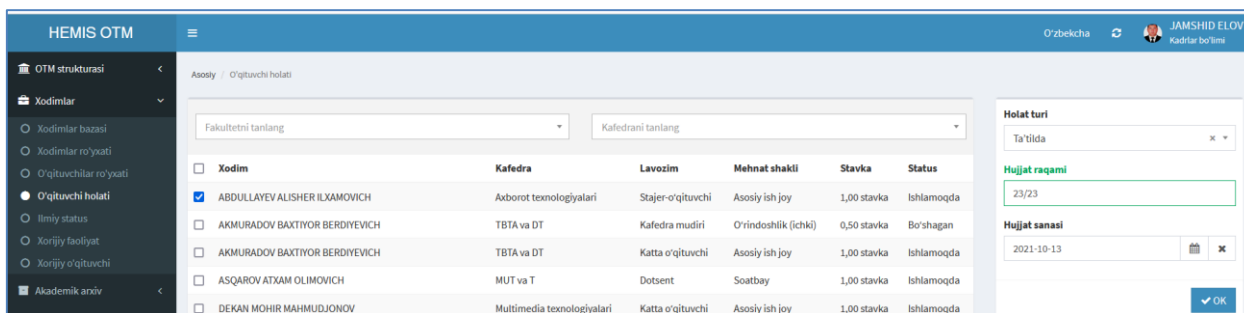 HEMIS OTM
O'zbekcha
JAMSHID ELOV
Kadrlar bo'limi
OTM strukturasi
Xodimlar
Xodimlar bazasi
Xodimlar ro'yxati
O'qituvchilar ro'yxati
O'qituvchi holati
Ilmiy status
Xorijiy faoliyat
Xorijiy o'qituvchi
Akademik arxiv
Asosiy / O'qituvchi holati
Fakultetni tanlang Kafedrani tanlang
Xodim Kafedra Lavozim Mehnat shakli Stavka Status
ABDULLAYEV ALISHER ILXAMOVICH Axborot texnologiyalari Stajer-o'qituvchi Asosiy ish joy 1,00 stavka Ishlamoqda
AKMURADOV BAXTIYOR BERDIYEVICH TBTA va DT Kafedra mudiri O'rindoshlik (ichki) 0,50 stavka Bo'shagan
AKMURADOV BAXTIYOR BERDIYEVICH TBTA va DT Katta o'qituvchi Asosiy ish joy 1,00 stavka Ishlamoqda
ASQAROV ATXAM OLIMOVICH MUT va T Dotsent Soatbay 1,00 stavka Ishlamoqda
DEKAN MOHIR MAHMUDJONOV Multimedia texnologiyalari Katta o'qituvchi Asosiy ish joy 1,00 stavka Ishlamoqda
Holat turi
Ta'tilda
Hujjat raqami
23/23
Hujjat sanasi
2021-10-13
OK